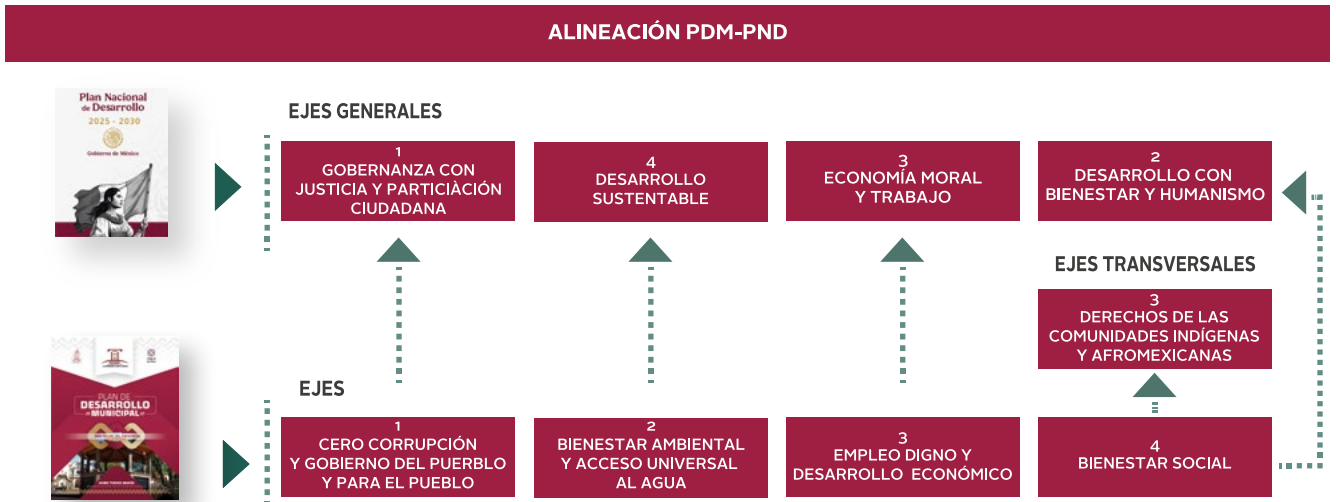 ALINEACIÓN PDM-PND
Plan Nacional
de Desarrollo
2025 - 2030
Gobierno de México
EJES GENERALES
1
GOBERNANZA CON
JUSTICIA Y PARTICIÀCIÓN
CIUDADANA
4
DESARROLLO
SUSTENTABLE
3
ECONOMÍA MORAL
Y TRABAJO
2
DESARROLLO CON
BIENESTAR Y HUMANISMO
EJES TRANSVERSALES
3
DERECHOS DE LAS
COMUNIDADES INDÍGENAS
Y AFROMEXICANAS
PLAN DE
DESARROLLO
MUNICIPAL
EJES
1
CERO CORRUPCIÓN
Y GOBIERNO DEL PUERBLO
Y PARA EL PUEBLO
2
BIENESTAR AMBIENTAL
Y ACCESO UNIVERSAL
AL AGUA
3
EMPLEO DIGNO Y
DESARROLLO ECONÓMICO
4
BIENESTAR SOCIAL